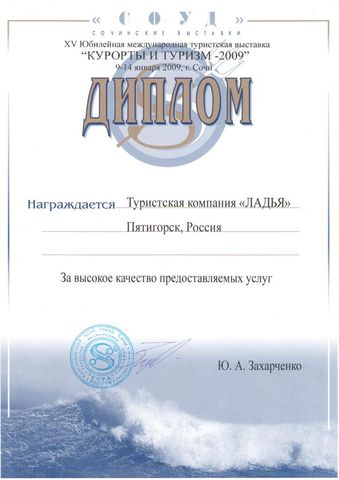 « СОУД »
СОЧИНСКИЕ ВЫСТАВКИ
XV Юбилейная международная туристская выставка
“КУРОРТЫ И ТУРИЗМ -2009”
9-14 января 2009, г. Сочи
ДИПЛОМ
Награждается Туристская компания «ЛАДЬЯ»
Пятигорск, Россия
За высокое качество предоставляемых услуг
Ю. А. Захарченко